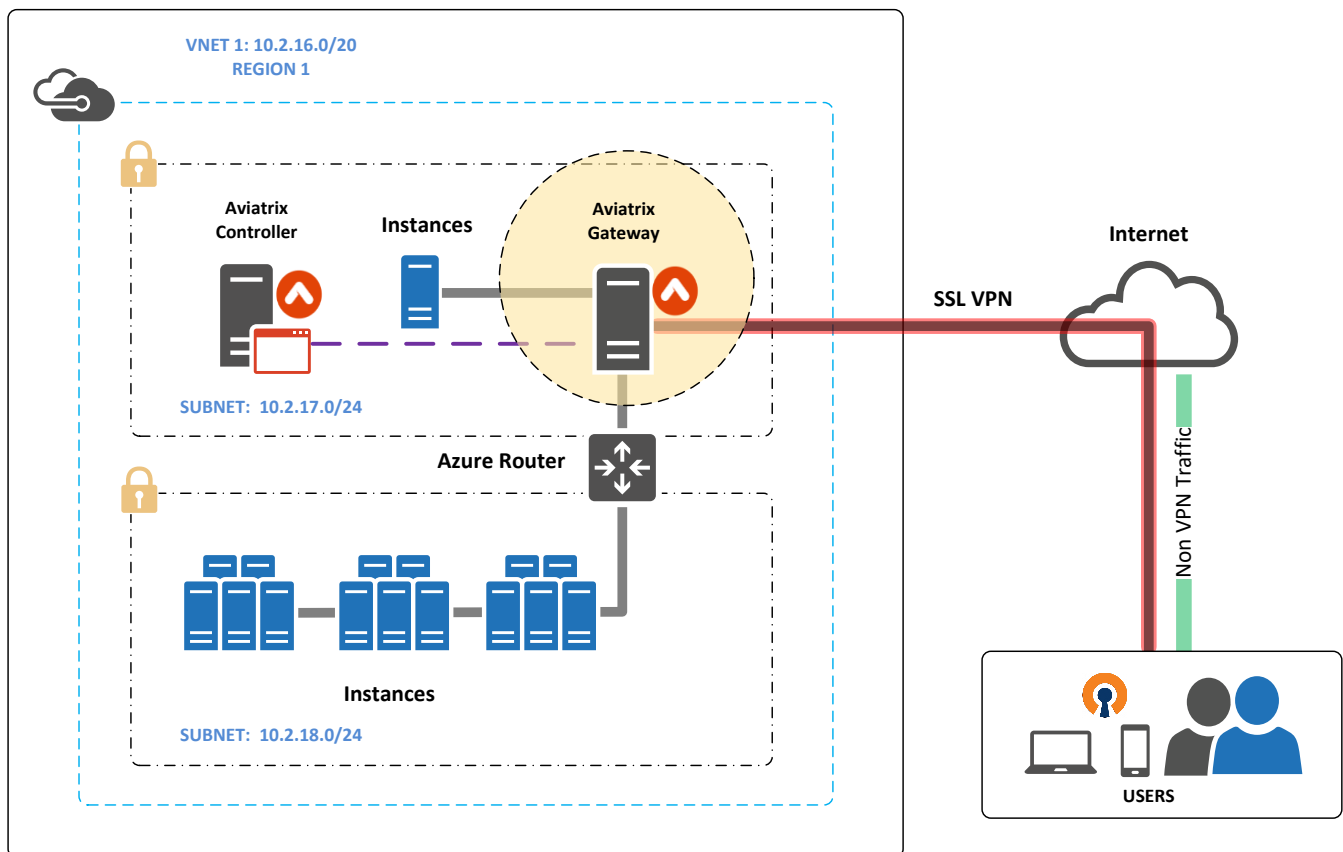 VNET 1: 10.2.16.0/20
REGION 1
Aviatrix
Controller
Instances
Aviatrix
Gateway
SUBNET:  10.2.17.0/24
Azure Router
Instances
SUBNET:  10.2.18.0/24
SSL VPN
Internet
Non VPN Traffic
USERS